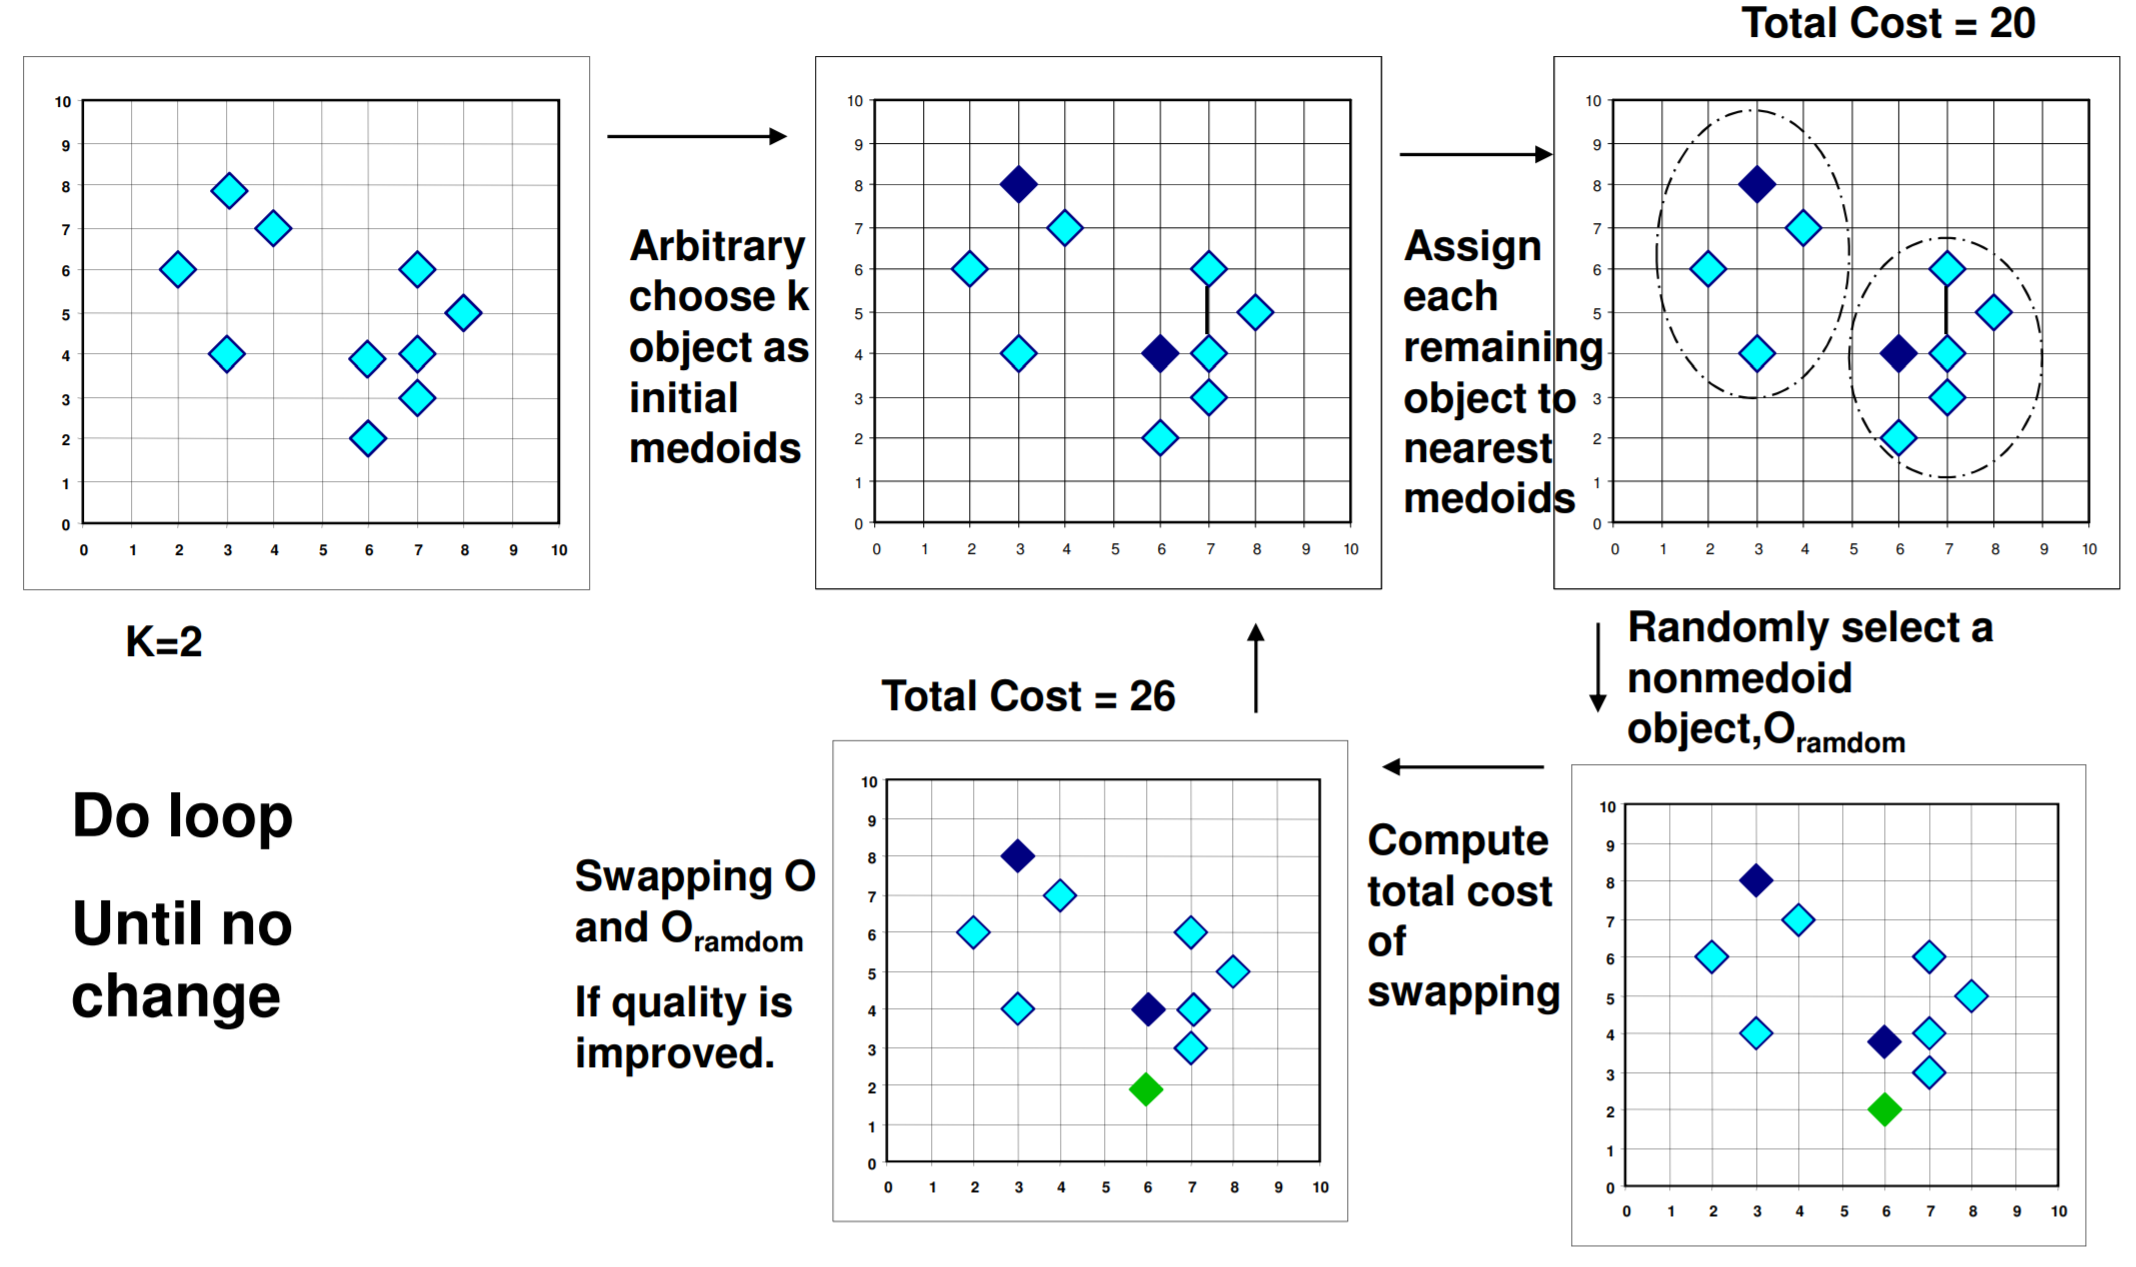 Total Cost = 20
10
9
8
7
6
5
4
3
2
1
0
0 1 2 3 4 5 6 7 8 9 10
K=2
Arbitrary
choose k
object as
initial
medoids
10
9
8
7
6
5
4
3
2
1
0
0 1 2 3 4 5 6 7 8 9 10
Assign
each
remaining
object to
nearest
medoids
10
9
8
7
6
5
4
3
2
1
0
0 1 2 3 4 5 6 7 8 9 10
Randomly select a
nonmedoid
object,Oramdom
10
9
8
7
6
5
4
3
2
1
0
0 1 2 3 4 5 6 7 8 9 10
Compute
total cost
of
swapping
Total Cost = 26
10
9
8
7
6
5
4
3
2
1
0
0 1 2 3 4 5 6 7 8 9 10
Swapping O
and Oramdom
If quality is
improved.
Do loop
Until no
change